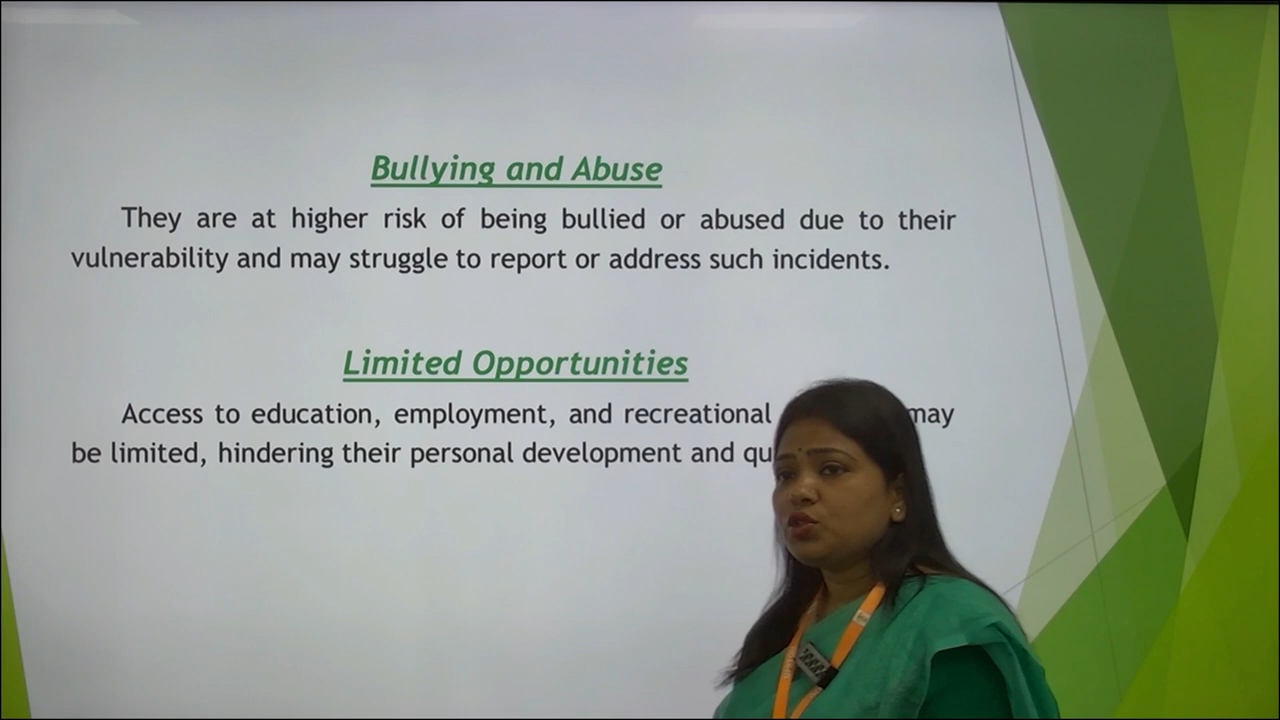 Bullying and Abuse
They are at higher risk of being bullied or abused due to their
vulnerability and may struggle to report or address such incidents.
Limited Opportunities
Access to education, employment, and recreational may
be limited, hindering their personal development and